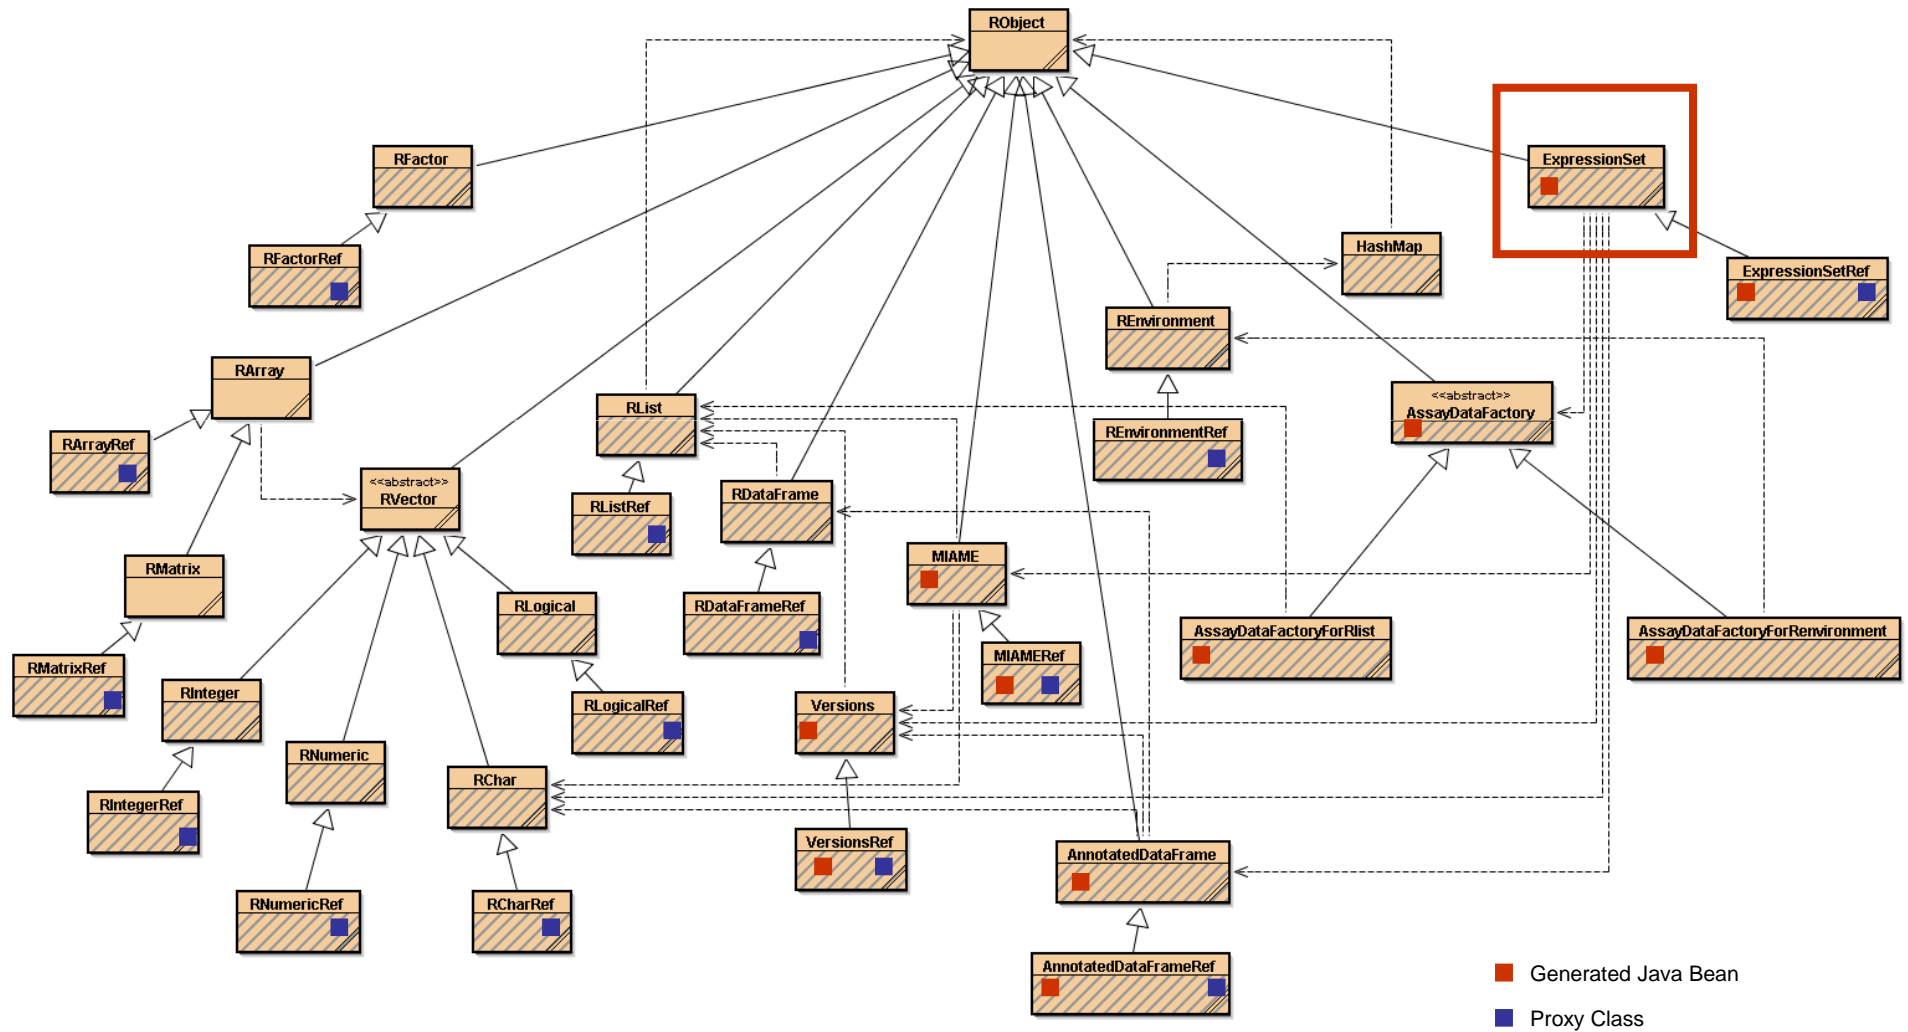 RObject
RFactor
ExpressionSet
HashMap
RFactorRef
ExpressionSetRef
REnvironment
RArray
<<abstract>>
AssayDataFactory
RList
REnvironmentRef
RArrayRef
<<abstract>>
RVector
RDataFrame
RListRef
MIAME
RMatrix
RLogical
RDataFrameRef
AssayDataFactoryForRlist
AssayDataFactoryForRenvironment
MIAMERef
RMatrixRef
RInteger
RLogicalRef
Versions
RNumeric
RChar
RIntegerRef
VersionsRef
AnnotatedDataFrame
RNumericRef
RCharRef
AnnotatedDataFrameRef
Generated Java Bean
Proxy Class